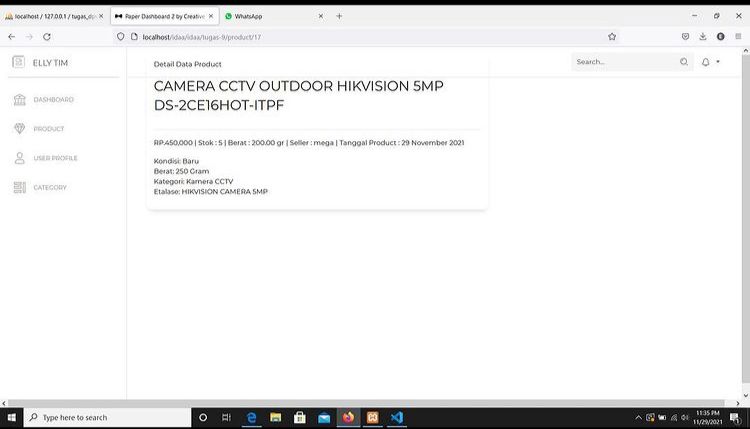 localhost / 127.0.0.1 / tugas_dp
Paper Dashboard 2 by Creative
WhatsApp
localhost/idaa/idaa/tugas-9/product/17
ELLY TIM
Detail Data Product
Search...
CAMERA CCTV OUTDOOR HIKVISION 5MP
DS-2CE16HOT-ITPF
DASHBOARD
PRODUCT
RP.450,000 | Stok : 5 | Berat : 200.00 gr | Seller : mega | Tanggal Product : 29 November 2021
USER PROFILE
Kondisi: Baru
Berat: 250 Gram
Kategori: Kamera CCTV
CATEGORY
Etalase: HIKVISION CAMERA 5MP
Type here to search
11:35 PM
11/29/2021